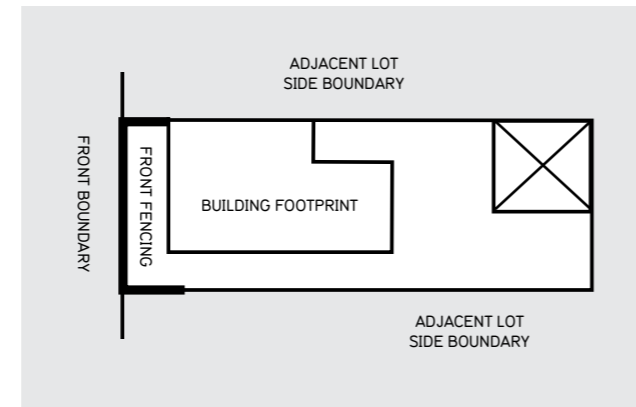 ADJACENT LOT
SIDE BOUNDARY
FRONT BOUNDARY
FRONT FENCING
BUILDING FOOTPRINT
ADJACENT LOT
SIDE BOUNDARY